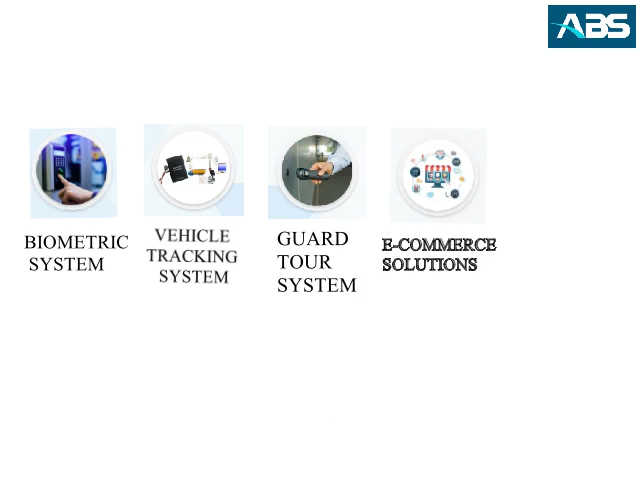 ABS
BIOMETRIC
SYSTEM
VEHICLE
TRACKING
SYSTEM
GUARD
TOUR
SYSTEM
E-COMMERCE
SOLUTIONS